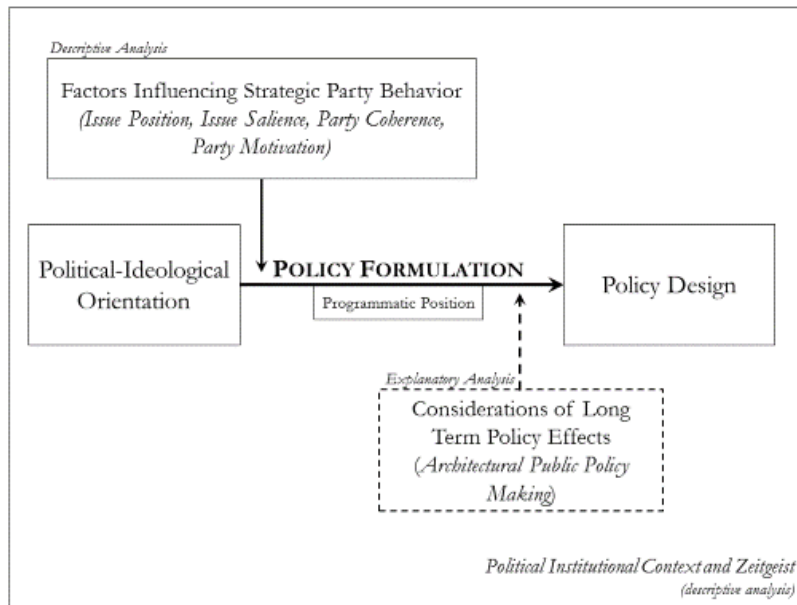 Descriptive Analysis
Factors Influencing Strategic Party Behavior
(Issue Position, Issue Salience, Party Coherence,
Party Motivation)
Political-Ideological
Orientation
POLICY FORMULATION
Programmatic Position
Policy Design
Explanatory Analysis
Considerations of Long
Term Policy Effects
(Architectural Public Policy
Making)
Political Institutional Context and Zeitgeist
(descriptive analysis)